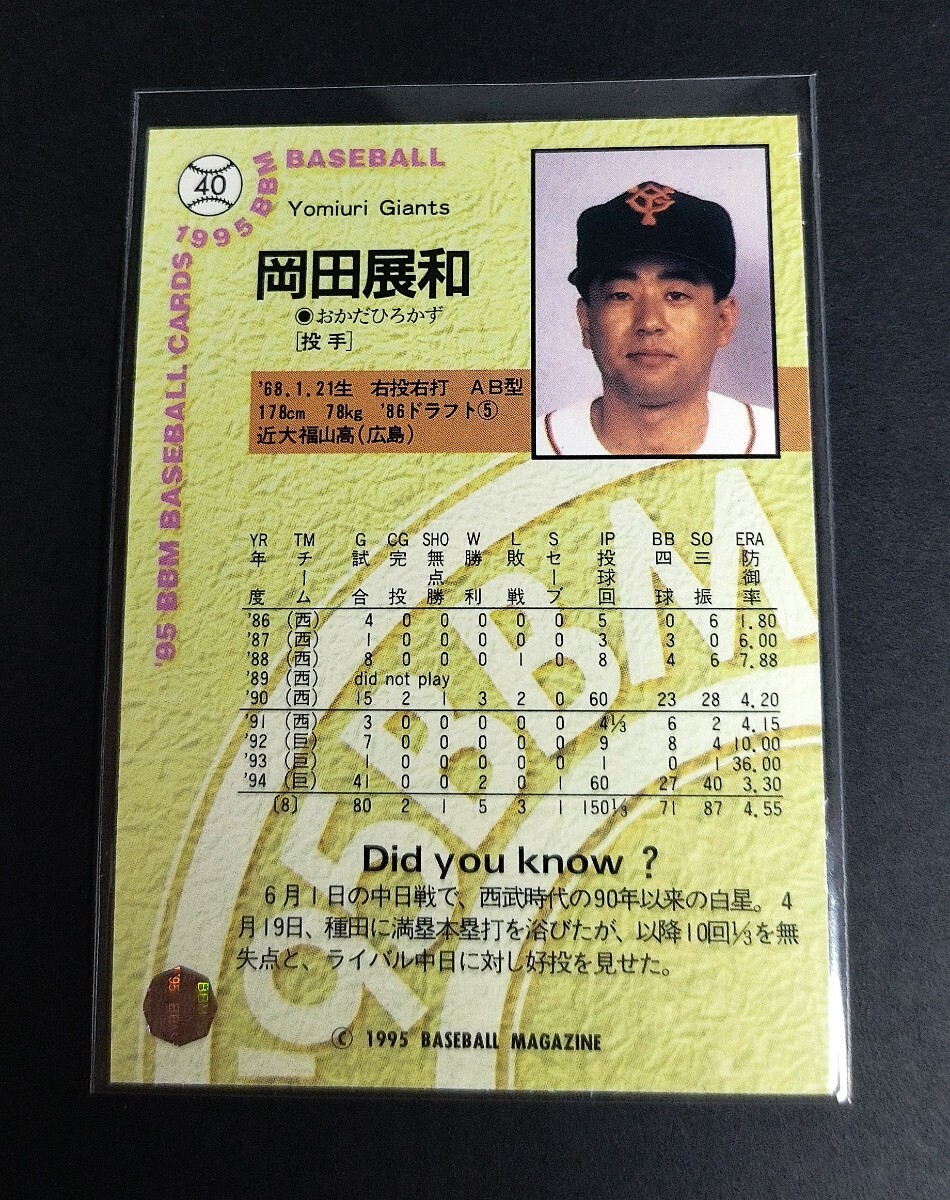 '95 BBM BASEBALL CARDS 1995 BBM BASEBALL
40
Yomiuri Giants
岡田展和
●おかだひろかず
[投手]
'68.1.21生 右投右打 AB型
178cm 78kg '86ドラフト⑤
近大福山高(広島)
YR TM G CG SHO W L S IP BB SO ERA
年度 チーム 試合 完投 無点勝 勝利 敗戦 セーブ 投球回 四球 三振 防御率
'86 (西) 4 0 0 0 0 0 5 0 6 1.80
'87 (西) 1 0 0 0 0 0 3 3 0 6.00
'88 (西) 8 0 0 0 1 0 8 4 6 7.88
'89 (西) did not play
'90 (西) 15 2 1 3 2 0 60 23 28 4.20
'91 (西) 3 0 0 0 0 0 4⅓ 6 2 4.15
'92 (巨) 7 0 0 0 0 0 9 8 4 10.00
'93 (巨) 1 0 0 0 0 0 1 0 1 36.00
'94 (巨) 41 0 0 2 0 1 60 27 40 3.30
〔8〕 80 2 1 5 3 1 150⅓ 71 87 4.55
Did you know ?
6月1日の中日戦で、西武時代の90年以来の白星。4
月19日、種田に満塁本塁打を浴びたが、以降10回⅓を無
失点と、ライバル中日に対し好投を見せた。
© 1995 BASEBALL MAGAZINE
'95 BBM